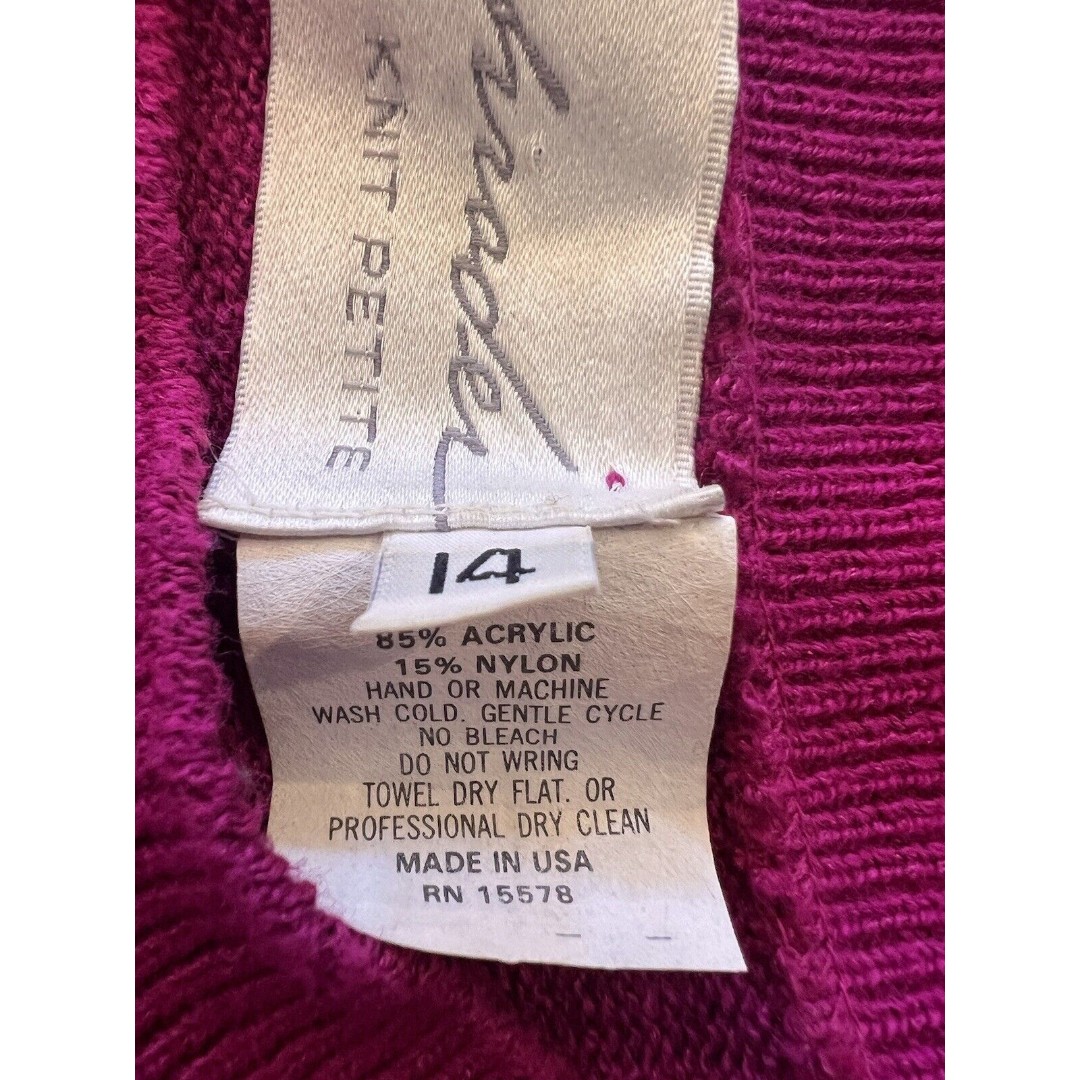 KNIT PETITE
14
85% ACRYLIC
15% NYLON
HAND OR MACHINE
WASH COLD. GENTLE CYCLE
NO BLEACH
DO NOT WRING
TOWEL DRY FLAT. OR
PROFESSIONAL DRY CLEAN
MADE IN USA
RN 15578